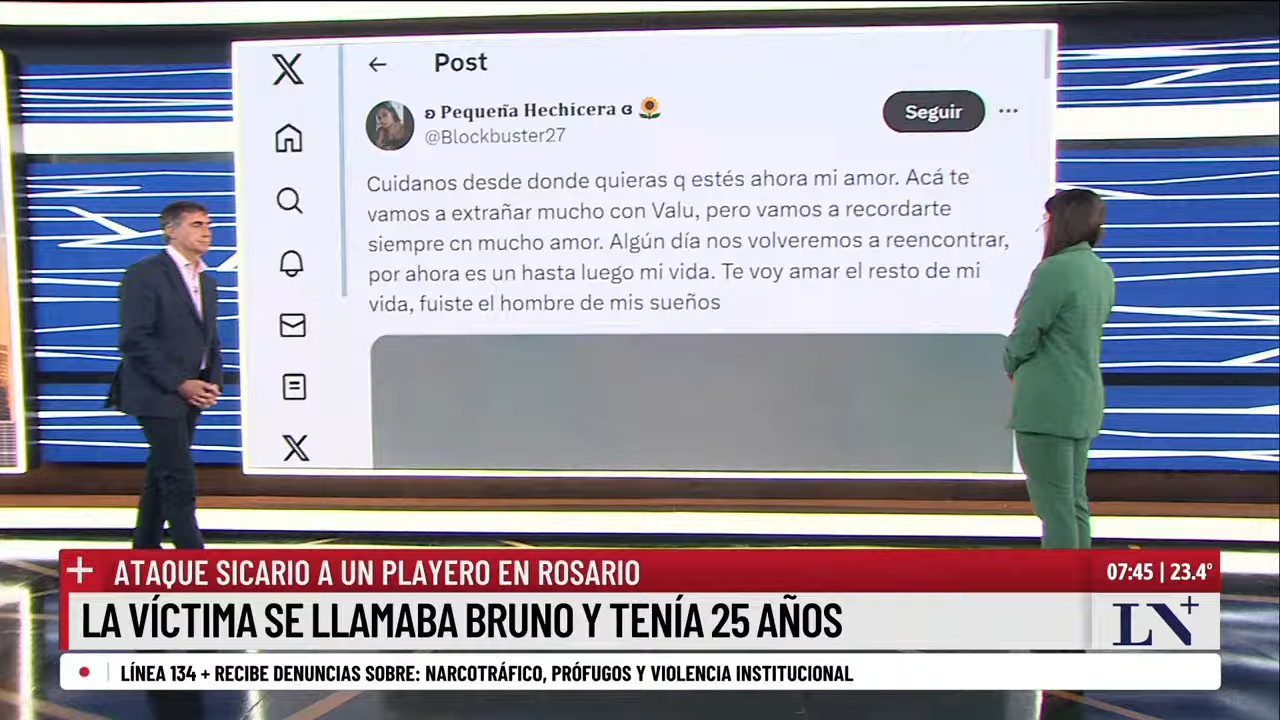 Post
ʚ Pequeña Hechicera ɞ 🌻
@Blockbuster27
Seguir
Cuidanos desde donde quieras q estés ahora mi amor. Acá te
vamos a extrañar mucho con Valu, pero vamos a recordarte
siempre cn mucho amor. Algún día nos volveremos a reencontrar,
por ahora es un hasta luego mi vida. Te voy amar el resto de mi
vida, fuiste el hombre de mis sueños
ATAQUE SICARIO A UN PLAYERO EN ROSARIO
07:45 | 23.4°
LA VÍCTIMA SE LLAMABA BRUNO Y TENÍA 25 AÑOS
LN+
LÍNEA 134 + RECIBE DENUNCIAS SOBRE: NARCOTRÁFICO, PRÓFUGOS Y VIOLENCIA INSTITUCIONAL